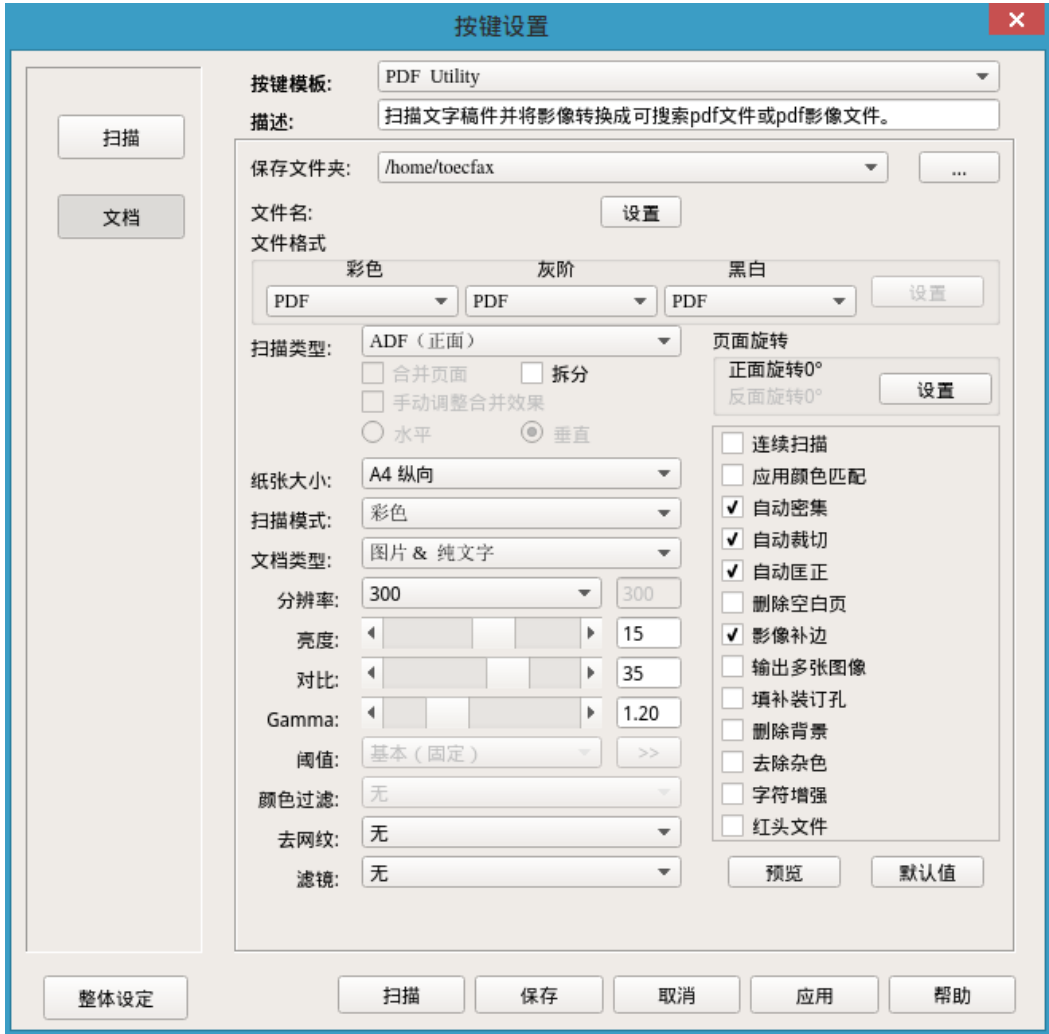 按键设置
扫描
文档
按键模板: PDF Utility
描述: 扫描文字稿件并将影像转换成可搜索pdf文件或pdf影像文件。
保存文件夹: /home/toecfax ...
文件名: 设置
文件格式
彩色 灰阶 黑白
PDF PDF PDF 设置
扫描类型: ADF（正面）
合并页面 拆分
手动调整合并效果
水平 垂直
页面旋转
正面旋转0°
反面旋转0°
设置
纸张大小: A4 纵向
扫描模式: 彩色
文档类型: 图片 & 纯文字
分辨率: 300 300
亮度: 15
对比: 35
Gamma: 1.20
阈值: 基本（固定） >>
颜色过滤: 无
去网纹: 无
滤镜: 无
连续扫描
应用颜色匹配
自动密集
自动裁切
自动匡正
删除空白页
影像补边
输出多张图像
填补装订孔
删除背景
去除杂色
字符增强
红头文件
预览 默认值
整体设定 扫描 保存 取消 应用 帮助